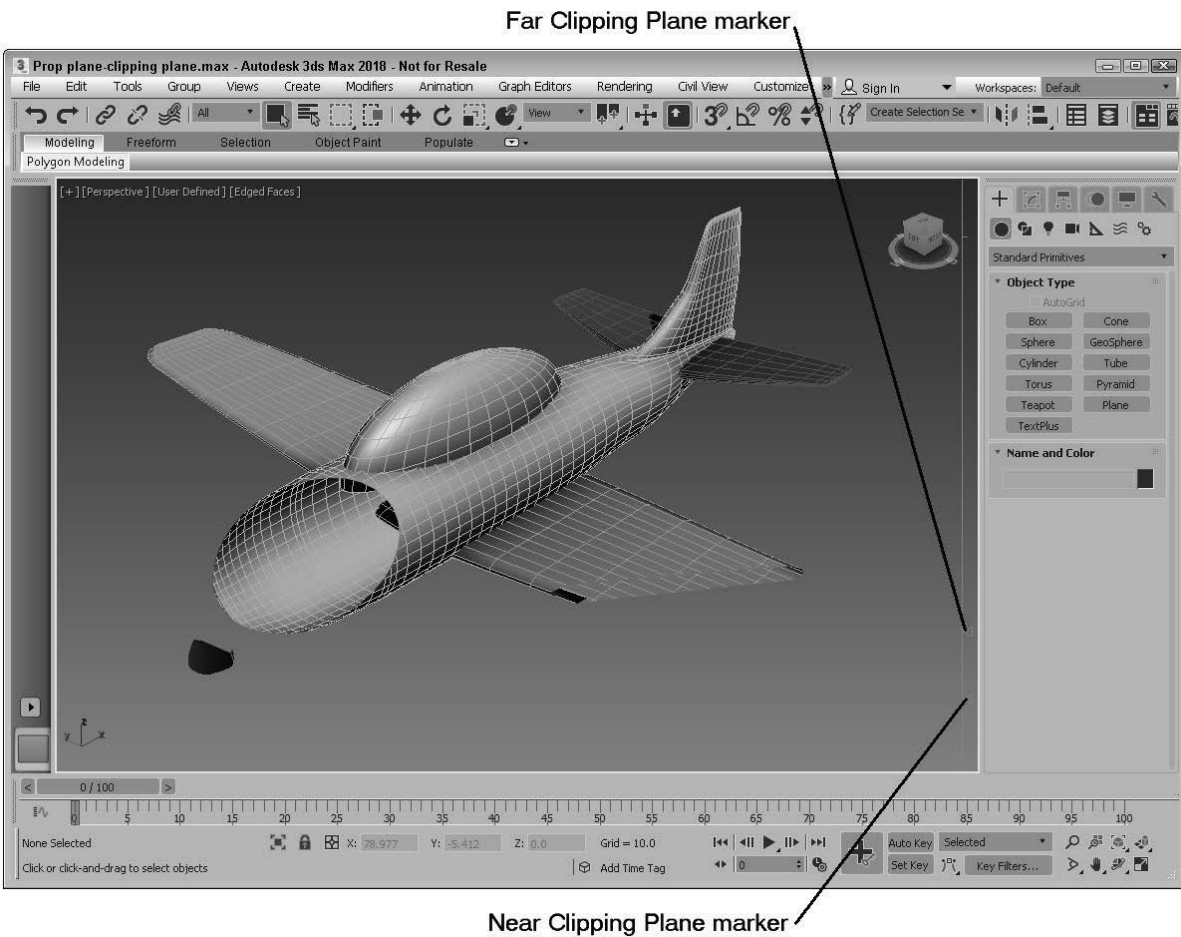 Far Clipping Plane marker
Prop plane-clipping plane.max - Autodesk 3ds Max 2018 - Not for Resale
File Edit Tools Group Views Create Modifiers Animation Graph Editors Rendering Civil View Customize » Sign In Workspaces: Default
All View 3 Create Selection Se
Modeling Freeform Selection Object Paint Populate
Polygon Modeling
[+] [Perspective ] [User Defined ] [Edged Faces ]
Standard Primitives
Object Type
AutoGrid
Box Cone
Sphere GeoSphere
Cylinder Tube
Torus Pyramid
Teapot Plane
TextPlus
Name and Color
z
y x
< 0 / 100 >
0 5 10 15 20 25 30 35 40 45 50 55 60 65 70 75 80 85 90 95 100
None Selected X: 78.977 Y: -5.412 Z: 0.0 Grid = 10.0 Auto Key Selected
Click or click-and-drag to select objects Add Time Tag 0 Set Key Key Filters...
Near Clipping Plane marker